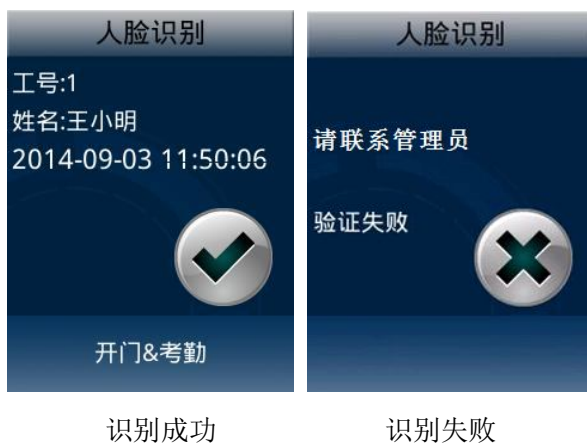 人脸识别
工号:1
姓名:王小明
2014-09-03 11:50:06
开门&考勤
人脸识别
请联系管理员
验证失败
识别成功
识别失败